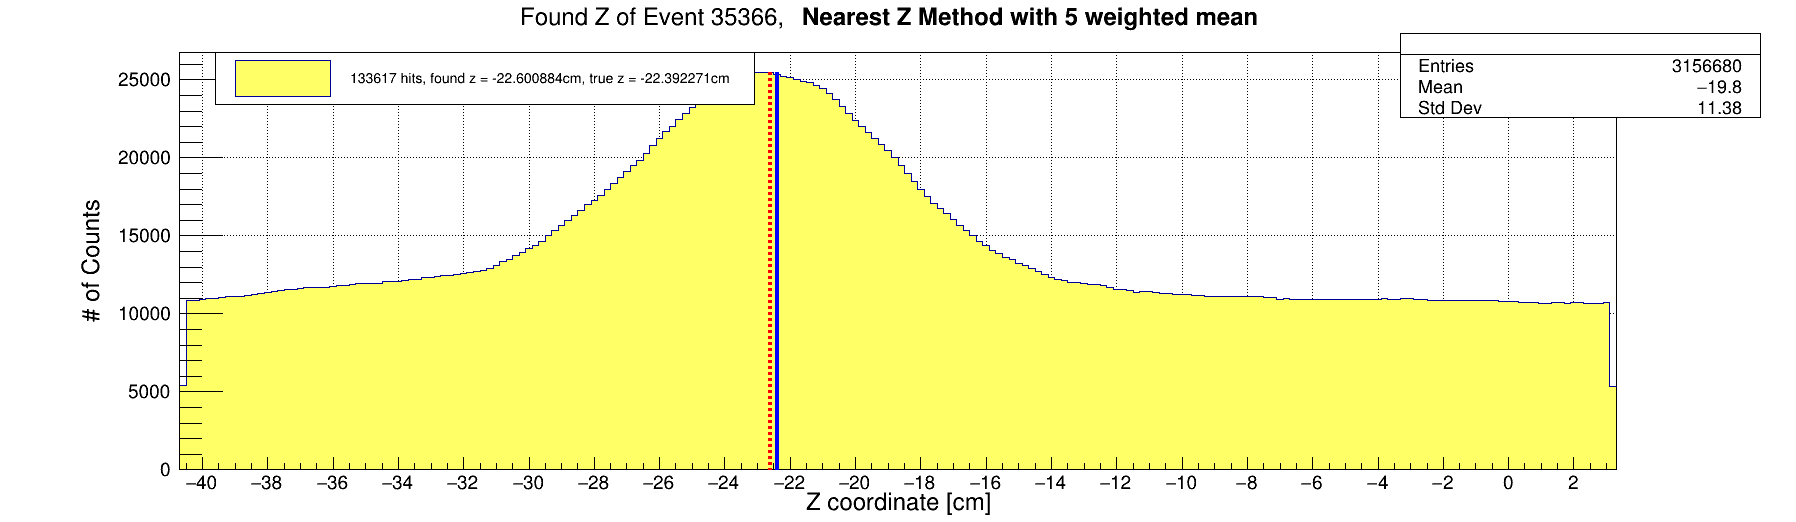 Found Z of Event 35366, Nearest Z Method with 5 weighted mean
133617 hits, found z = -22.600884cm, true z = -22.392271cm
Entries 3156680
Mean −19.8
Std Dev 11.38
25000
20000
15000
10000
5000
0
# of Counts
−40 −38 −36 −34 −32 −30 −28 −26 −24 −22 −20 −18 −16 −14 −12 −10 −8 −6 −4 −2 0 2
Z coordinate [cm]